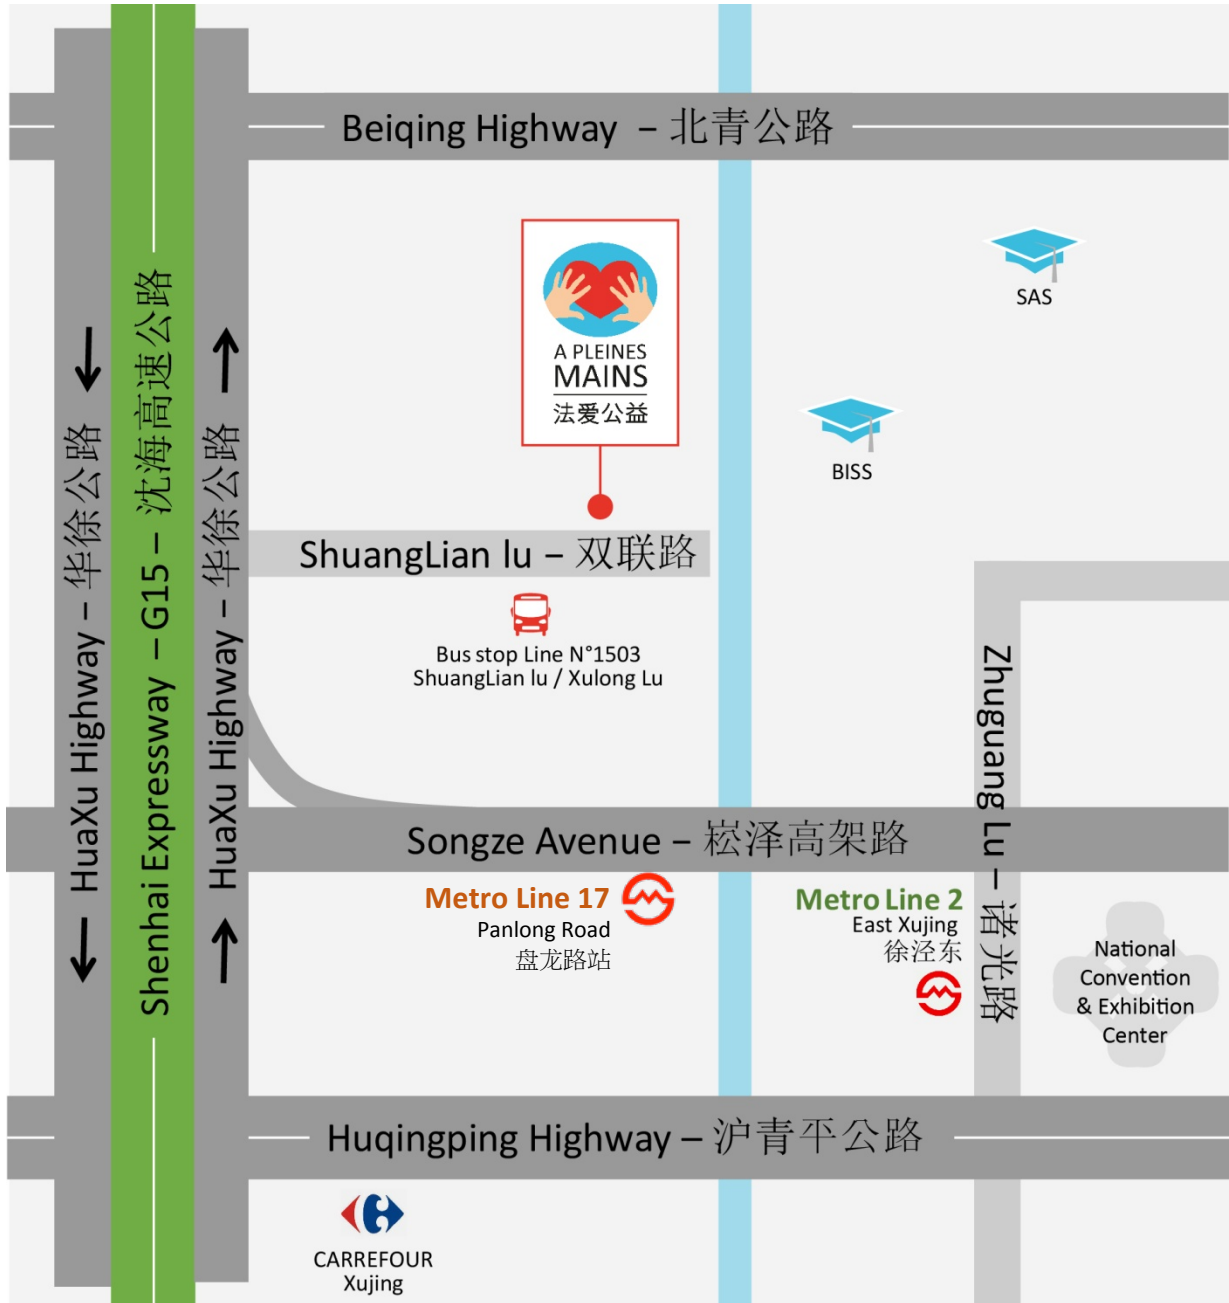 Beiqing Highway – 北青公路
SAS
A PLEINES
MAINS
法爱公益
BISS
HuaXu Highway – 华徐公路
Shenhai Expressway – G15 – 沈海高速公路
HuaXu Highway – 华徐公路
ShuangLian lu – 双联路
Bus stop Line N°1503
ShuangLian lu / Xulong Lu
Zhuguang Lu – 诸光路
Songze Avenue – 崧泽高架路
Metro Line 17
Panlong Road
盘龙路站
Metro Line 2
East Xujing
徐泾东
National
Convention
& Exhibition
Center
Huqingping Highway – 沪青平公路
CARREFOUR
Xujing